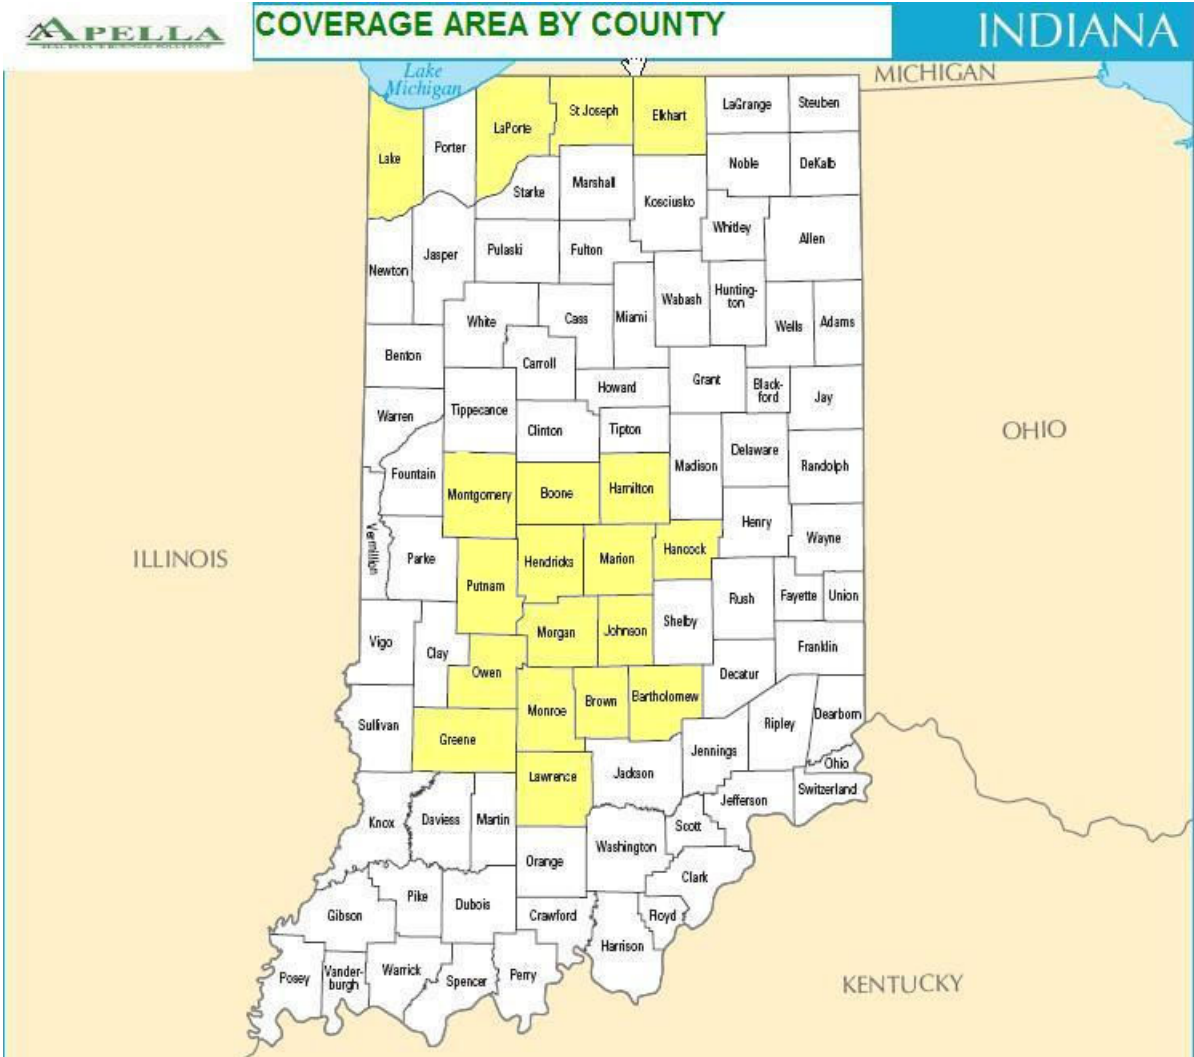 APELLA
COVERAGE AREA BY COUNTY
INDIANA
Lake
Michigan
MICHIGAN
LaPorte
St Joseph
Elkhart
LaGrange
Steuben
Lake
Porter
Starke
Marshall
Noble
DeKalb
Kosciusko
Whitley
Allen
Newton
Jasper
Pulaski
Fulton
White
Cass
Miami
Wabash
Hunting-
ton
Wells
Adams
Benton
Carroll
Howard
Grant
Black-
ford
Jay
Warren
Tippecanoe
Clinton
Tipton
Madison
Delaware
Randolph
OHIO
Fountain
Montgomery
Boone
Hamilton
Henry
Wayne
ILLINOIS
Vermillion
Parke
Putnam
Hendricks
Marion
Hancock
Rush
Fayette
Union
Vigo
Clay
Owen
Morgan
Johnson
Shelby
Decatur
Franklin
Sullivan
Greene
Monroe
Brown
Bartholomew
Jennings
Ripley
Dearborn
Ohio
Switzerland
Lawrence
Jackson
Jefferson
Knox
Daviess
Martin
Orange
Washington
Scott
Clark
Gibson
Pike
Dubois
Crawford
Floyd
Harrison
Posey
Vander-
burgh
Warrick
Spencer
Perry
KENTUCKY